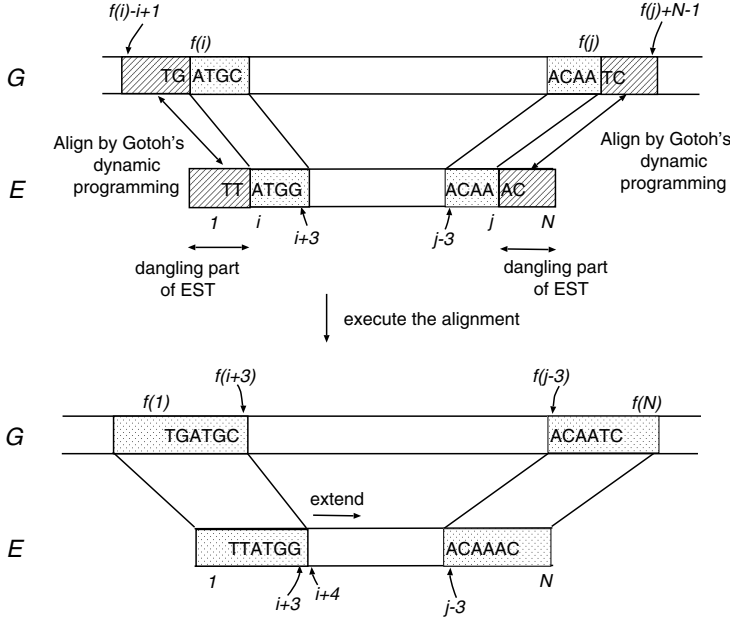 f(i)-i+1
f(i)
f(j)
f(j)+N-1
G
TG ATGC
ACAA TC
Align by Gotoh's
dynamic
programming
Align by Gotoh's
dynamic
programming
E
TT ATGG
ACAA AC
1
i
i+3
j-3
j
N
dangling part
of EST
dangling part
of EST
execute the alignment
f(1)
f(i+3)
f(j-3)
f(N)
G
TGATGC
ACAATC
extend
E
TTATGG
ACAAAC
1
i+3
i+4
j-3
N